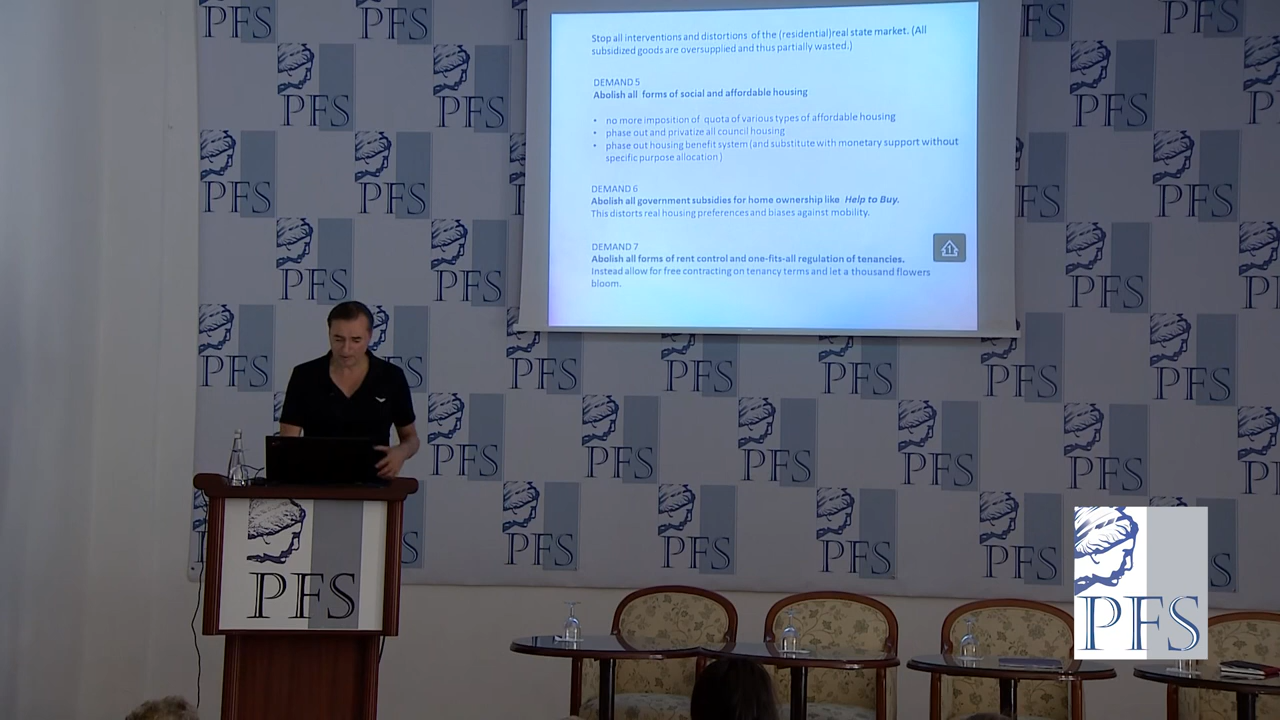 Stop all interventions and distortions of the (residential)real state market. (All
subsidized goods are oversupplied and thus partially wasted.)
DEMAND 5
Abolish all forms of social and affordable housing
• no more imposition of quota of various types of affordable housing
• phase out and privatize all council housing
• phase out housing benefit system (and substitute with monetary support without
specific purpose allocation)
DEMAND 6
Abolish all government subsidies for home ownership like Help to Buy.
This distorts real housing preferences and biases against mobility.
DEMAND 7
Abolish all forms of rent control and one-fits-all regulation of tenancies.
Instead allow for free contracting on tenancy terms and let a thousand flowers
bloom.
1
PFS
PFS
PFS